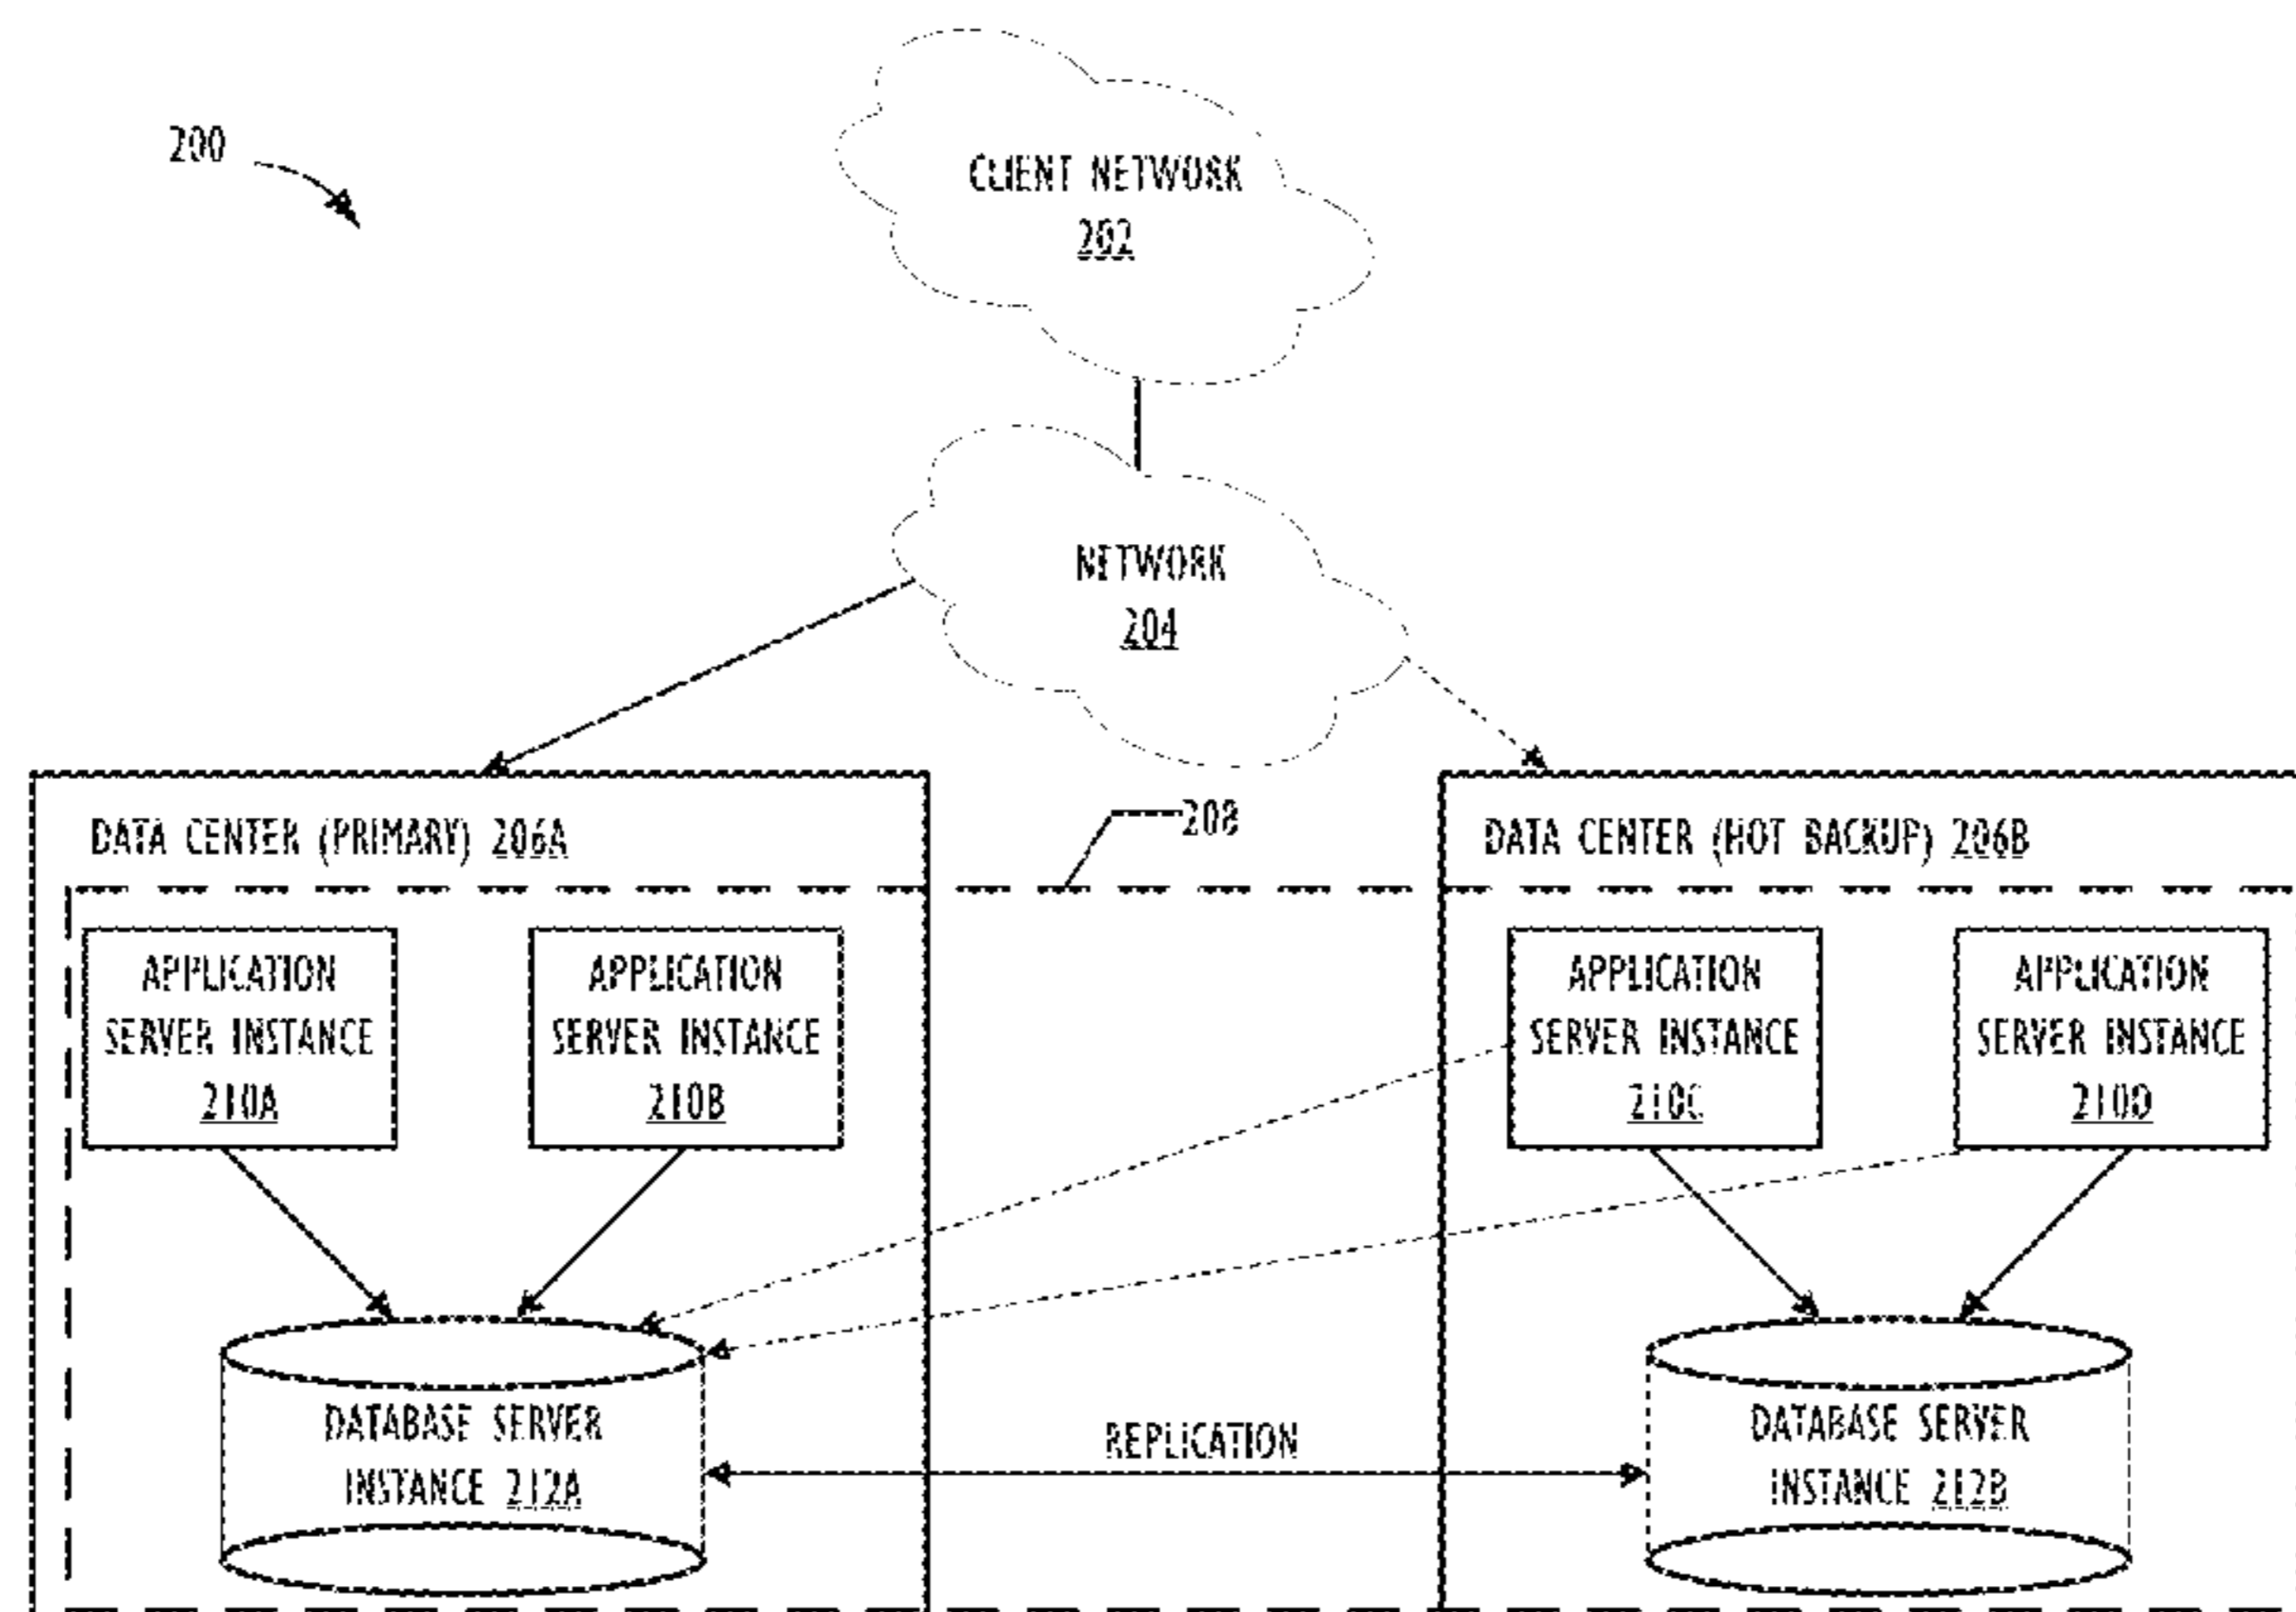 200
CLIENT NETWORK
202
NETWORK
204
208
DATA CENTER (PRIMARY) 206A
DATA CENTER (HOT BACKUP) 206B
APPLICATION
SERVER INSTANCE
210A
APPLICATION
SERVER INSTANCE
210B
APPLICATION
SERVER INSTANCE
210C
APPLICATION
SERVER INSTANCE
210D
DATABASE SERVER
INSTANCE 212A
REPLICATION
DATABASE SERVER
INSTANCE 212B